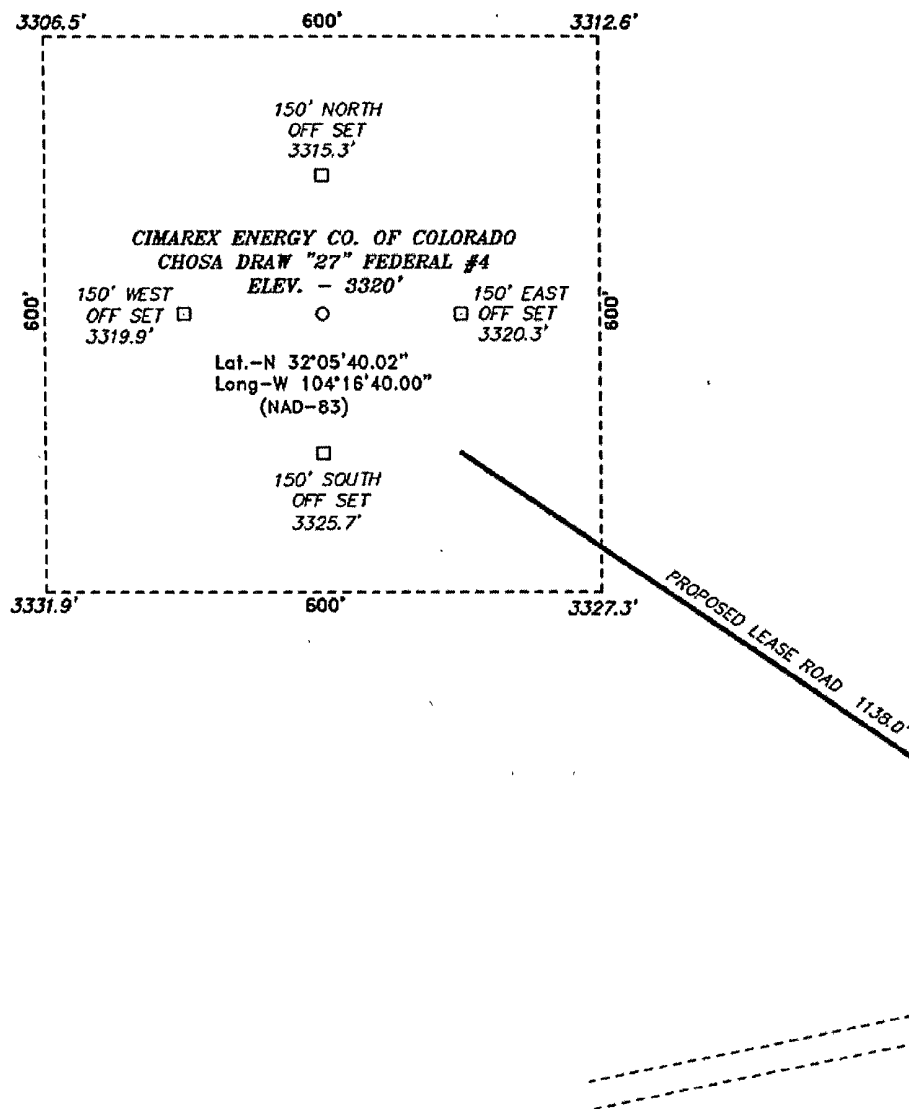 3306.5'
600'
3312.6'
150' NORTH
OFF SET
3315.3'
CIMAREX ENERGY CO. OF COLORADO
CHOSA DRAW "27" FEDERAL #4
ELEV. - 3320'
150' WEST
OFF SET
3319.9'
150' EAST
OFF SET
3320.3'
600'
600'
Lat.-N 32°05'40.02"
Long-W 104°16'40.00"
(NAD-83)
150' SOUTH
OFF SET
3325.7'
3331.9'
600'
3327.3'
PROPOSED LEASE ROAD 1138.0'